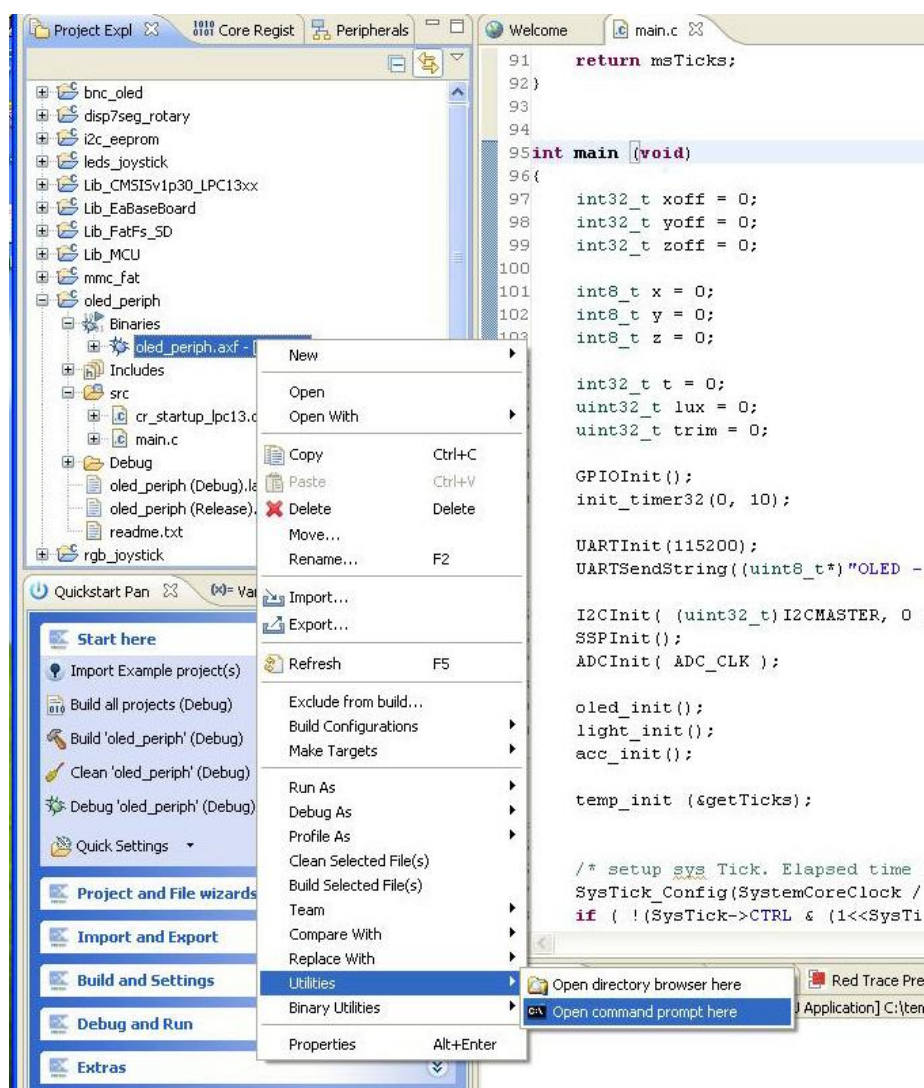 Project Expl
Core Regist
Peripherals
bnc_oled
disp7seg_rotary
i2c_eeprom
leds_joystick
Lib_CMSISv1p30_LPC13xx
Lib_EaBaseBoard
Lib_FatFs_SD
Lib_MCU
mmc_fat
oled_periph
Binaries
oled_periph.axf - [
Includes
src
cr_startup_lpc13.c
main.c
Debug
oled_periph (Debug).la
oled_periph (Release).
readme.txt
rgb_joystick
Quickstart Pan
(x)= Va
Start here
Import Example project(s)
Build all projects (Debug)
Build 'oled_periph' (Debug)
Clean 'oled_periph' (Debug)
Debug 'oled_periph' (Debug)
Quick Settings
Project and File wizards
Import and Export
Build and Settings
Debug and Run
Extras
New
Open
Open With
Copy Ctrl+C
Paste Ctrl+V
Delete Delete
Move...
Rename... F2
Import...
Export...
Refresh F5
Exclude from build...
Build Configurations
Make Targets
Run As
Debug As
Profile As
Clean Selected File(s)
Build Selected File(s)
Team
Compare With
Replace With
Utilities
Binary Utilities
Properties Alt+Enter
Open directory browser here
Open command prompt here
Welcome
main.c
91 return msTicks;
92 }
93
94
95 int main (void)
96 {
97 int32_t xoff = 0;
98 int32_t yoff = 0;
99 int32_t zoff = 0;
100
101 int8_t x = 0;
102 int8_t y = 0;
103 int8_t z = 0;
int32_t t = 0;
uint32_t lux = 0;
uint32_t trim = 0;
GPIOInit();
init_timer32(0, 10);
UARTInit(115200);
UARTSendString((uint8_t*)"OLED -
I2CInit( (uint32_t)I2CMASTER, 0
SSPInit();
ADCInit( ADC_CLK );
oled_init();
light_init();
acc_init();
temp_init (&getTicks);
/* setup sys Tick. Elapsed time
SysTick_Config(SystemCoreClock /
if ( !(SysTick->CTRL & (1<<SysTi
Red Trace Pre
Application] C:\ten